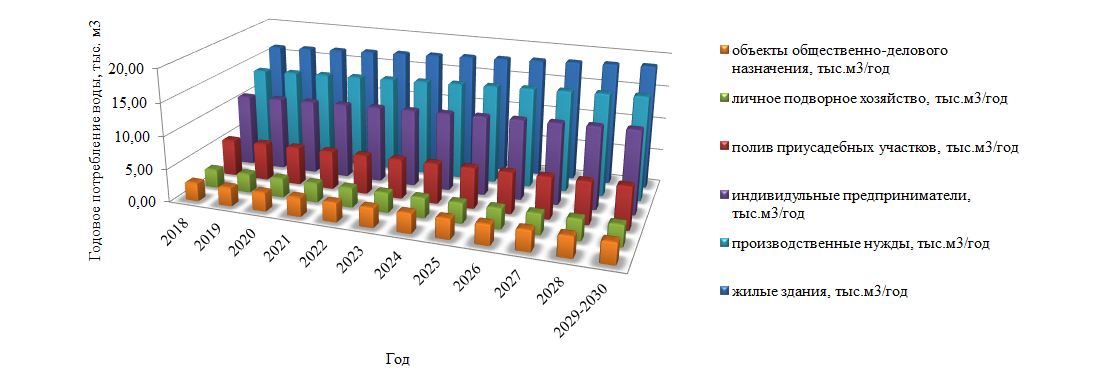 Годовое потребление воды, тыс. м3
20,00
15,00
10,00
5,00
0,00
2018
2019
2020
2021
2022
2023
2024
2025
2026
2027
2028
2029-2030
Год
объекты общественно-делового
назначения, тыс.м3/год
личное подворное хозяйство, тыс.м3/год
полив приусадебных участков, тыс.м3/год
индивидульные предприниматели,
тыс.м3/год
производственные нужды, тыс.м3/год
жилые здания, тыс.м3/год